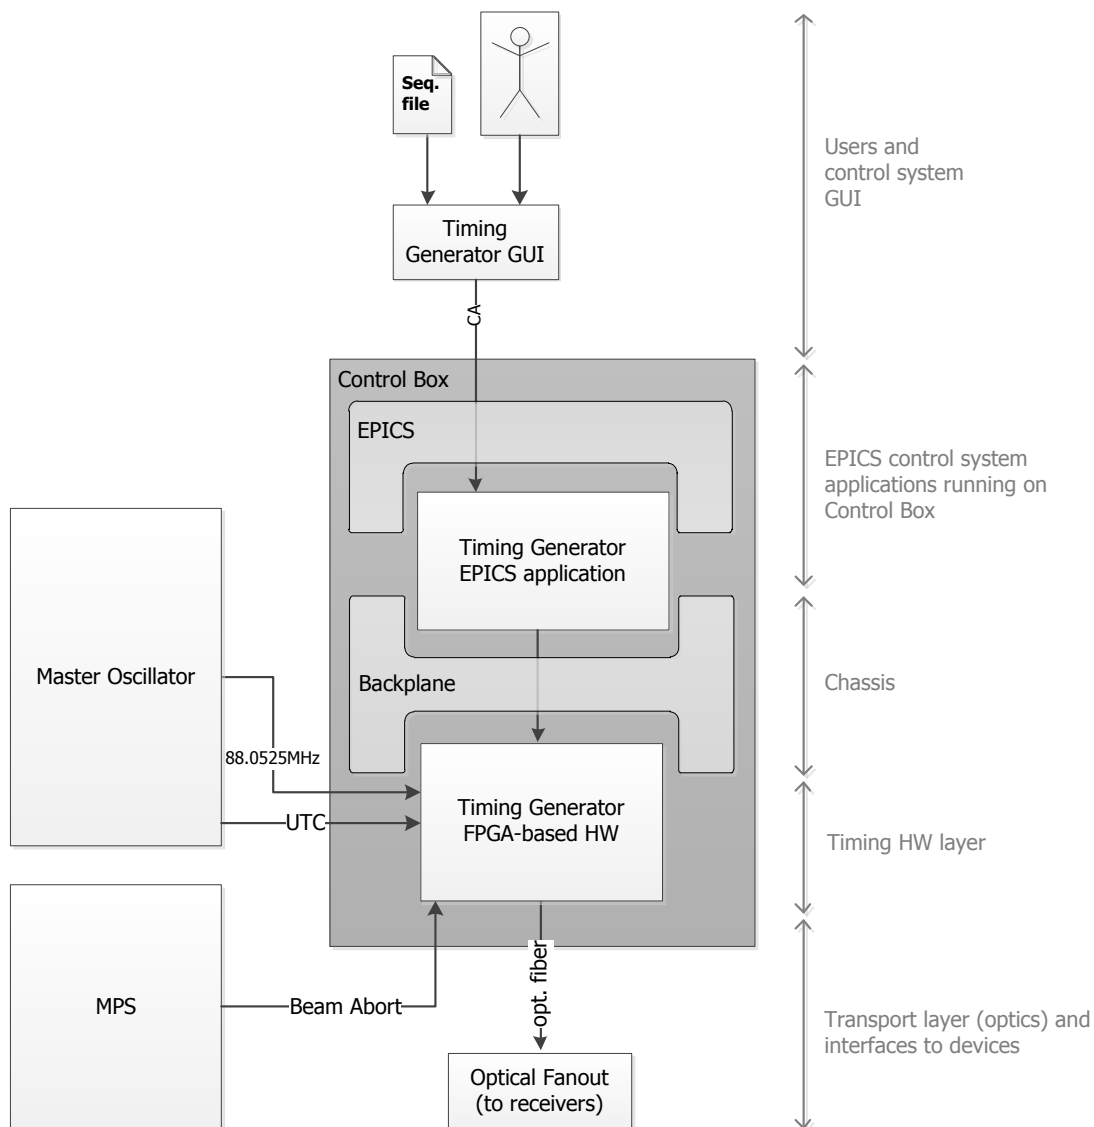 Seq.
file
Timing
Generator GUI
Users and
control system
GUI
CA
Control Box
EPICS
EPICS control system
applications running on
Control Box
Timing Generator
EPICS application
Master Oscillator
Backplane
Chassis
88.0525MHz
UTC
Timing Generator
FPGA-based HW
Timing HW layer
MPS
Beam Abort
opt. fiber
Transport layer (optics) and
interfaces to devices
Optical Fanout
(to receivers)